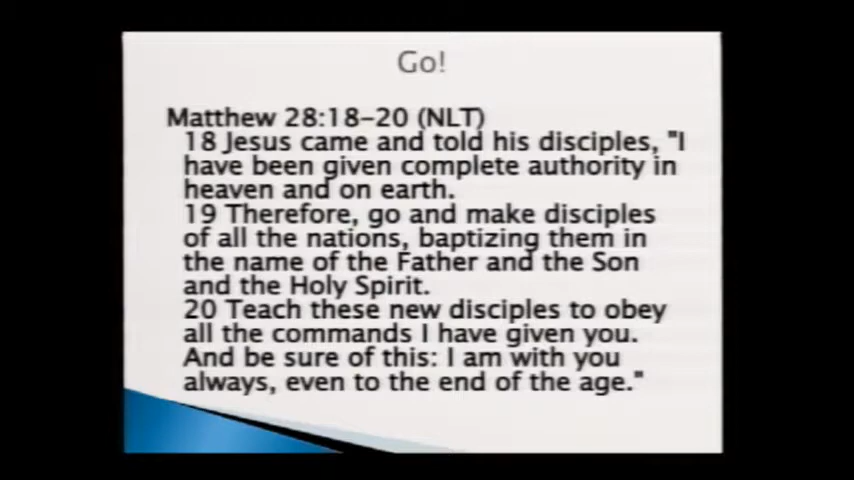 Go!
Matthew 28:18-20 (NLT)
18 Jesus came and told his disciples, "I
have been given complete authority in
heaven and on earth.
19 Therefore, go and make disciples
of all the nations, baptizing them in
the name of the Father and the Son
and the Holy Spirit.
20 Teach these new disciples to obey
all the commands I have given you.
And be sure of this: I am with you
always, even to the end of the age."